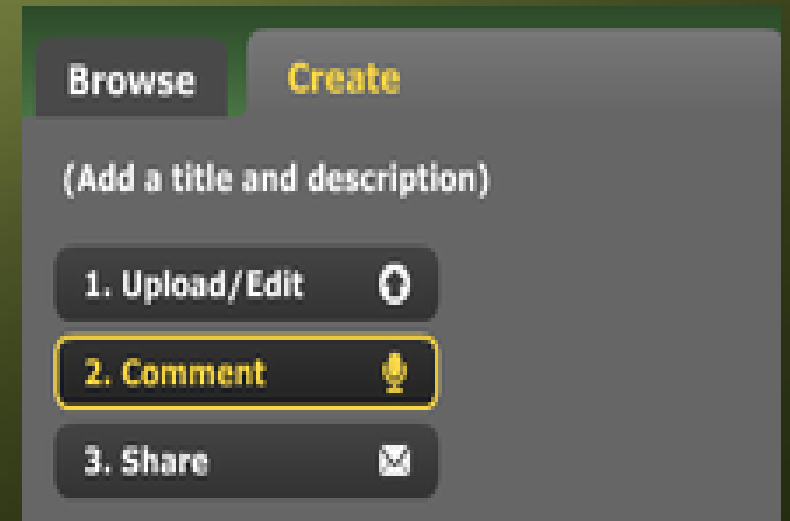 Browse
Create
(Add a title and description)
1. Upload/Edit
2. Comment
3. Share